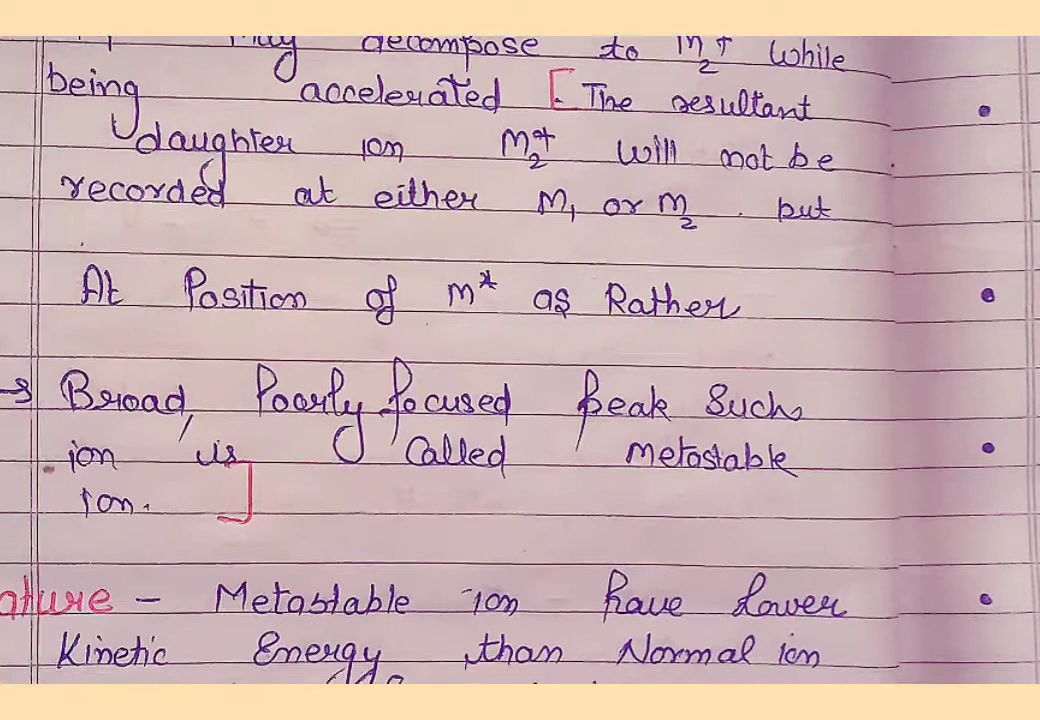 may decompose to m₂⁺ while
being accelerated [. The resultant
daughter ion m₂⁺ will not be
recorded at either m₁ or m₂ . but
At Position of m* as Rather
→ Broad, Poorly focused peak Such
ion is called metastable
ion. ]
ature - Metastable ion have lower
Kinetic Energy than Normal ion